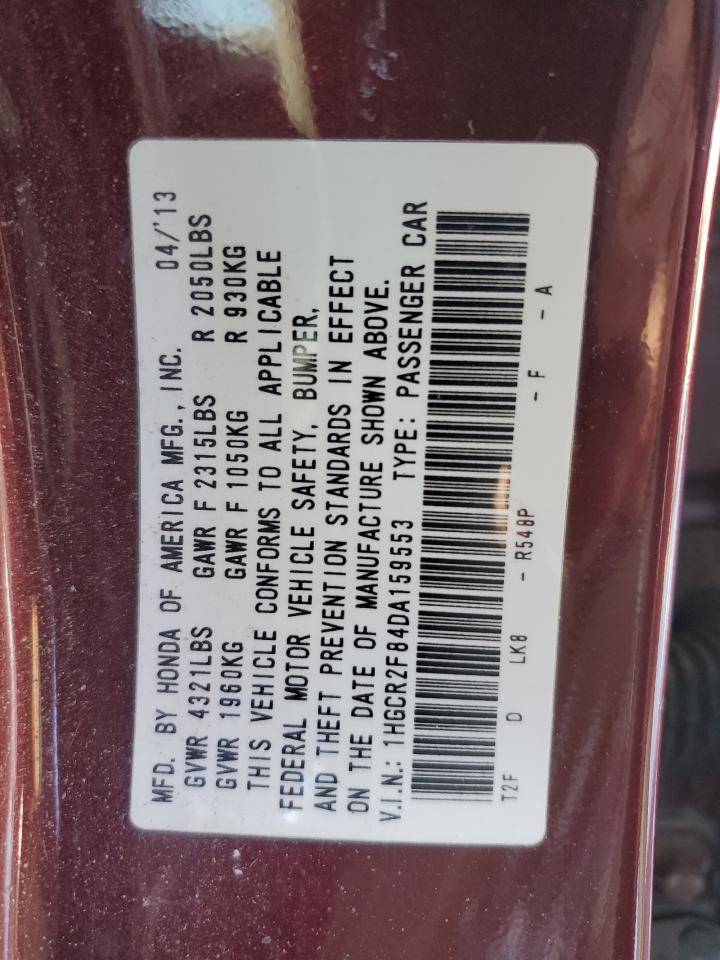 MFD. BY HONDA OF AMERICA MFG., INC. 04/'13
GVWR 4321LBS GAWR F 2315LBS R 2050LBS
GVWR 1960KG GAWR F 1050KG R 930KG
THIS VEHICLE CONFORMS TO ALL APPLICABLE
FEDERAL MOTOR VEHICLE SAFETY, BUMPER,
AND THEFT PREVENTION STANDARDS IN EFFECT
ON THE DATE OF MANUFACTURE SHOWN ABOVE.
V.I.N.: 1HGCR2F84DA159553 TYPE: PASSENGER CAR
T2F D LK8 - R548P - F - A